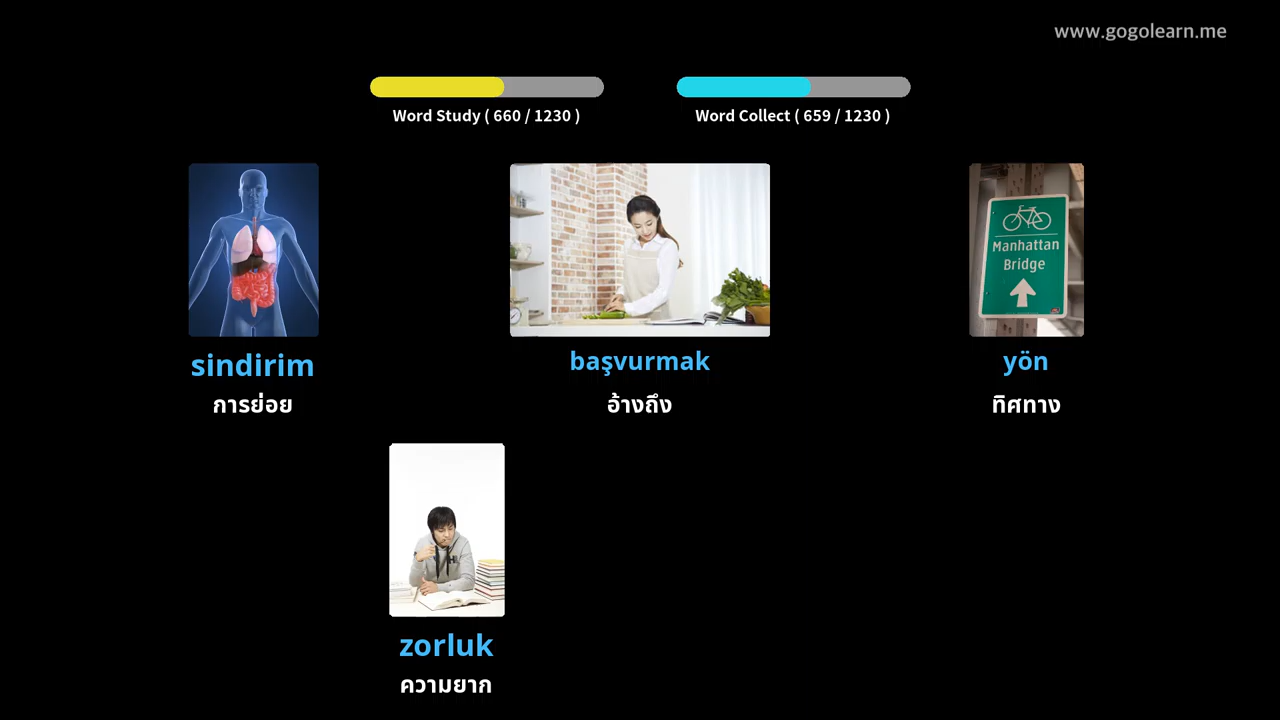 www.gogolearn.me
Word Study ( 660 / 1230 )
Word Collect ( 659 / 1230 )
Manhattan
Bridge
sindirim
başvurmak
yön
การย่อย
อ้างถึง
ทิศทาง
zorluk
ความยาก